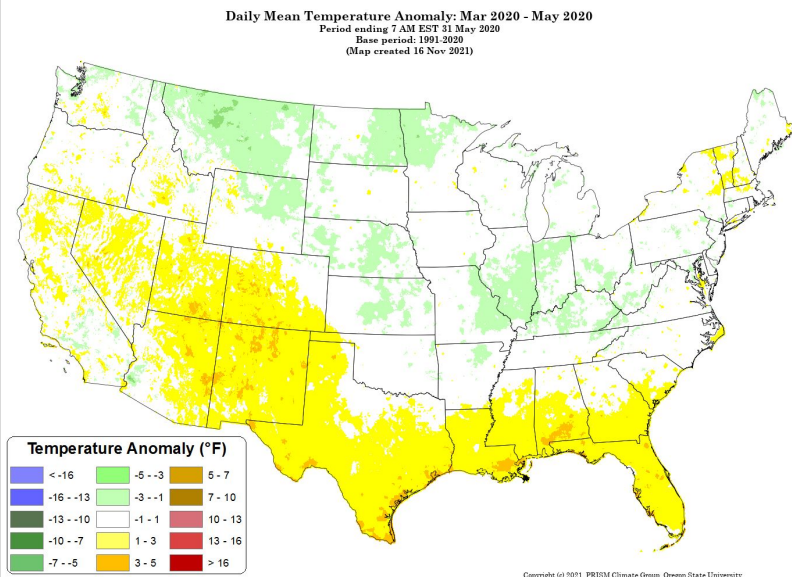 Daily Mean Temperature Anomaly: Mar 2020 - May 2020
Period ending 7 AM EST 31 May 2020
Base period: 1991-2020
(Map created 16 Nov 2021)
Temperature Anomaly (°F)
< -16
-5 - -3
5 - 7
-16 - -13
-3 - -1
7 - 10
-13 - -10
-1 - 1
10 - 13
-10 - -7
1 - 3
13 - 16
-7 - -5
3 - 5
> 16
Copyright (c) 2021, PRISM Climate Group, Oregon State University